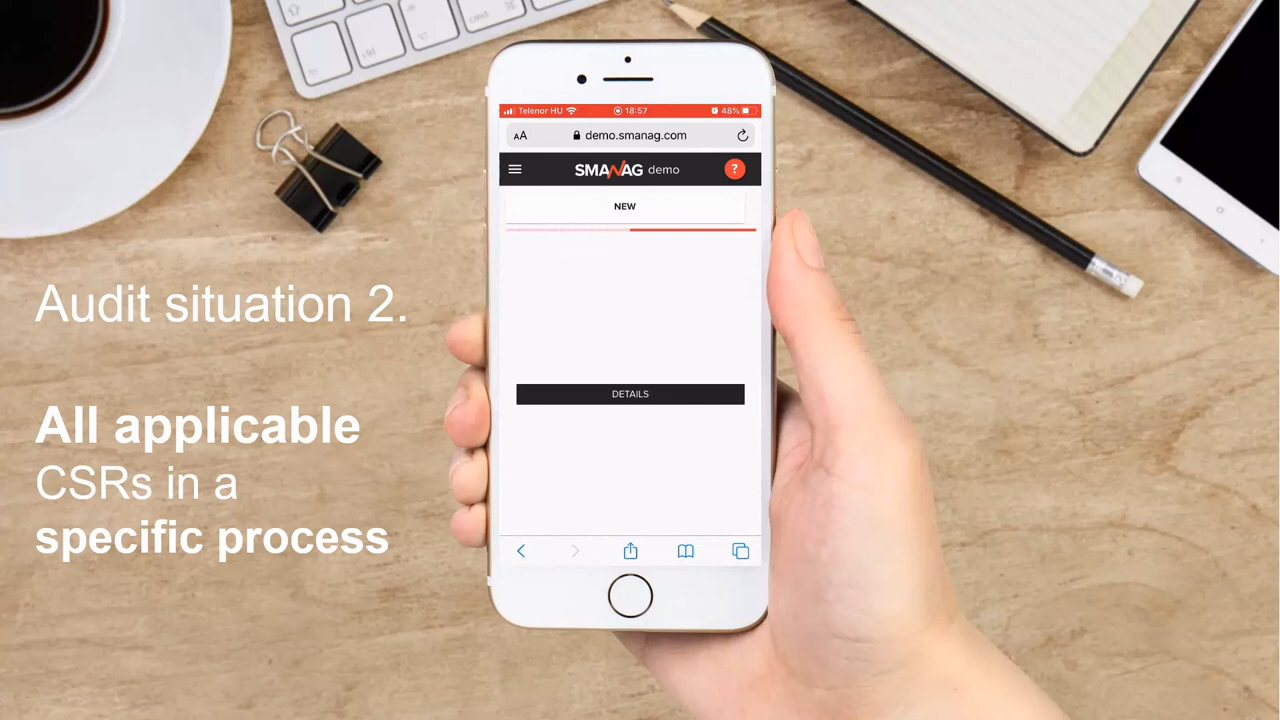 Telenor HU
18:57
48%
AA
demo.smanag.com
SMANAG demo
?
NEW
Audit situation 2.
DETAILS
All applicable
CSRs in a
specific process